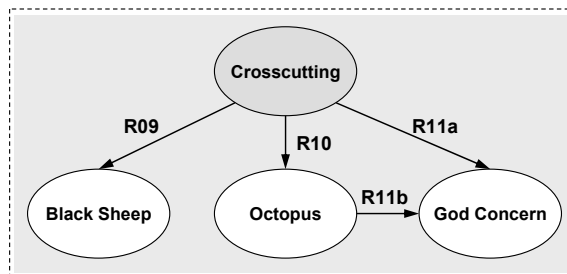 Crosscutting
R09
R10
R11a
Black Sheep
Octopus
R11b
God Concern